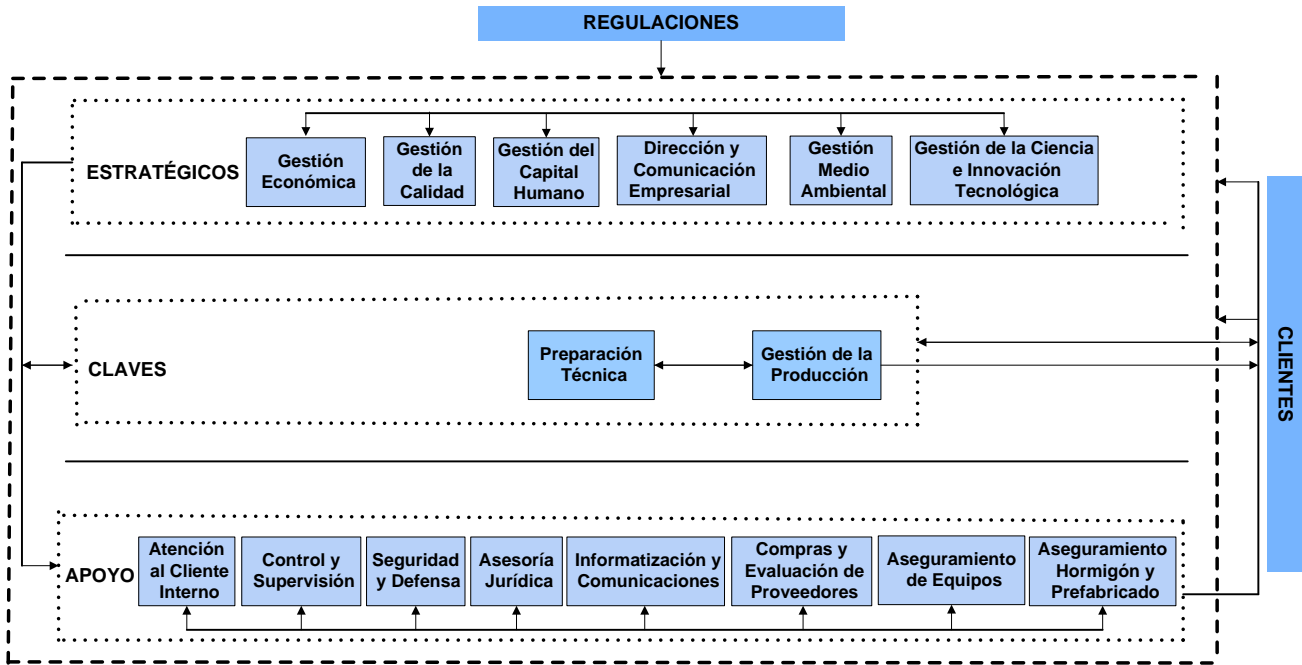 REGULACIONES
ESTRATÉGICOS
Gestión
Económica
Gestión
de la
Calidad
Gestión del
Capital
Humano
Dirección y
Comunicación
Empresarial
Gestión
Medio
Ambiental
Gestión de la Ciencia
e Innovación
Tecnológica
CLAVES
Preparación
Técnica
Gestión de la
Producción
CLIENTES
APOYO
Atención
al Cliente
Interno
Control y
Supervisión
Seguridad
y Defensa
Asesoría
Jurídica
Informatización y
Comunicaciones
Compras y
Evaluación de
Proveedores
Aseguramiento
de Equipos
Aseguramiento
Hormigón y
Prefabricado